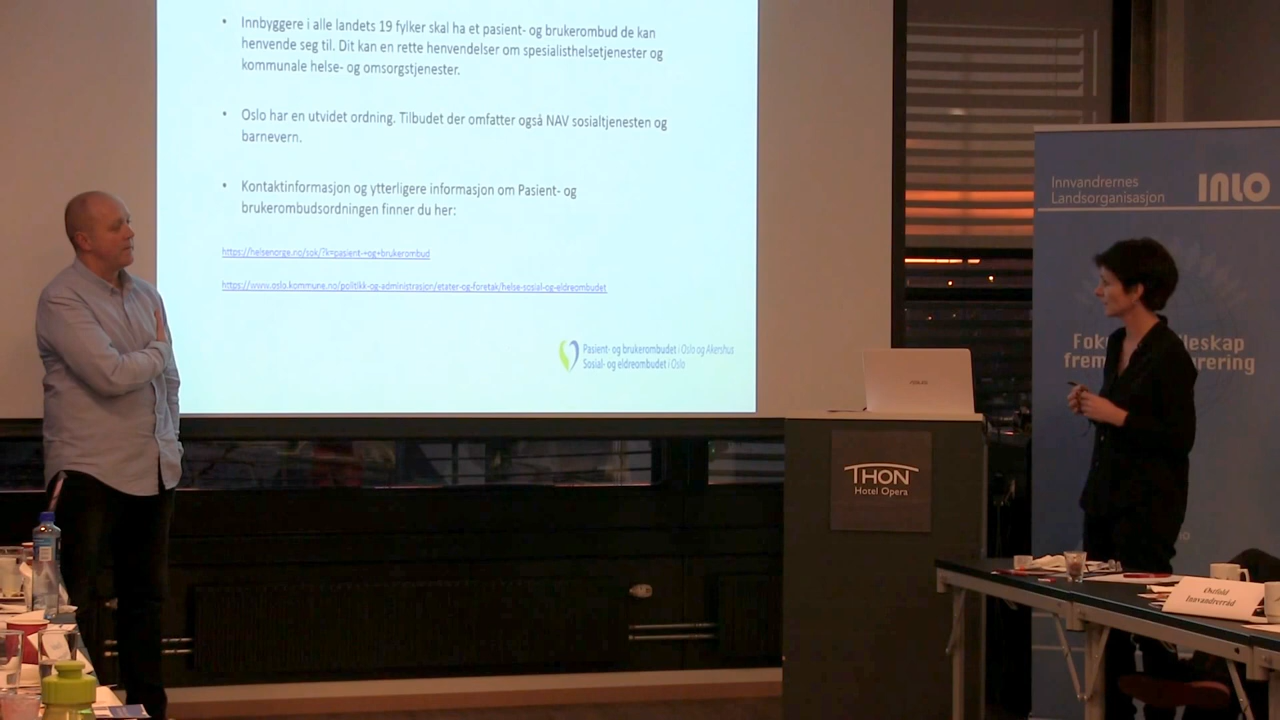 • Innbyggere i alle landets 19 fylker skal ha et pasient- og brukerombud de kan
henvende seg til. Dit kan en rette henvendelser om spesialisthelsetjenester og
kommunale helse- og omsorgstjenester.
• Oslo har en utvidet ordning. Tilbudet der omfatter også NAV sosialtjenesten og
barnevern.
• Kontaktinformasjon og ytterligere informasjon om Pasient- og
brukerombudsordningen finner du her:
https://helsenorge.no/sok/?k=pasient-+og+brukerombud
https://www.oslo.kommune.no/politikk-og-administrasjon/etater-og-foretak/helse-sosial-og-eldreombudet
Pasient- og brukerombudet i Oslo og Akershus
Sosial- og eldreombudet i Oslo
Innvandrernes
Landsorganisasjon
INLO
THON
Hotel Opera
Østfold
Innvandrerråd